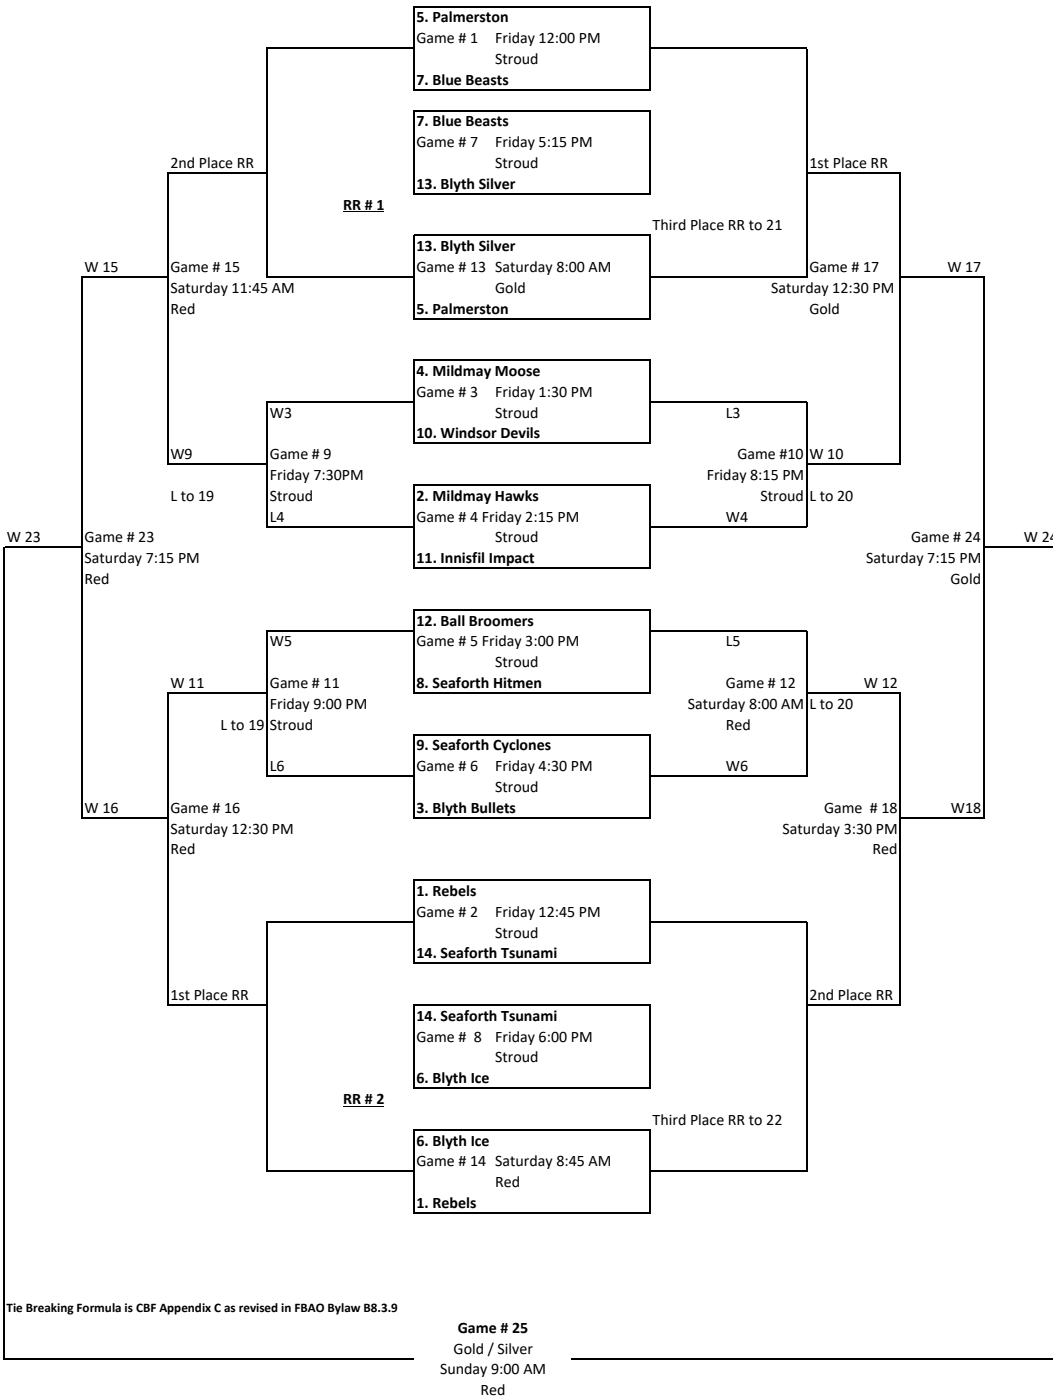 5. Palmerston
Game # 1 Friday 12:00 PM
Stroud
7. Blue Beasts
7. Blue Beasts
Game # 7 Friday 5:15 PM
2nd Place RR
Stroud
1st Place RR
13. Blyth Silver
RR # 1
Third Place RR to 21
13. Blyth Silver
W 15
Game # 15
Game # 13 Saturday 8:00 AM
Game # 17
W 17
Saturday 11:45 AM
Gold
Saturday 12:30 PM
Red
5. Palmerston
Gold
4. Mildmay Moose
Game # 3 Friday 1:30 PM
W3
Stroud
L3
10. Windsor Devils
W9
Game # 9
Game #10
W 10
Friday 7:30PM
Friday 8:15 PM
L to 19
Stroud
2. Mildmay Hawks
Stroud
L to 20
L4
Game # 4 Friday 2:15 PM
W4
W 23
Game # 23
Stroud
Game # 24
W 24
Saturday 7:15 PM
11. Innisfil Impact
Saturday 7:15 PM
Red
Gold
12. Ball Broomers
W5
Game # 5 Friday 3:00 PM
L5
Stroud
W 11
Game # 11
8. Seaforth Hitmen
Game # 12
W 12
Friday 9:00 PM
Saturday 8:00 AM
L to 20
L to 19
Stroud
Red
9. Seaforth Cyclones
L6
Game # 6 Friday 4:30 PM
W6
Stroud
W 16
Game # 16
3. Blyth Bullets
Game # 18
W18
Saturday 12:30 PM
Saturday 3:30 PM
Red
Red
1. Rebels
Game # 2 Friday 12:45 PM
Stroud
14. Seaforth Tsunami
1st Place RR
2nd Place RR
14. Seaforth Tsunami
Game # 8 Friday 6:00 PM
Stroud
6. Blyth Ice
RR # 2
Third Place RR to 22
6. Blyth Ice
Game # 14 Saturday 8:45 AM
Red
1. Rebels
Tie Breaking Formula is CBF Appendix C as revised in FBAO Bylaw B8.3.9
Game # 25
Gold / Silver
Sunday 9:00 AM
Red